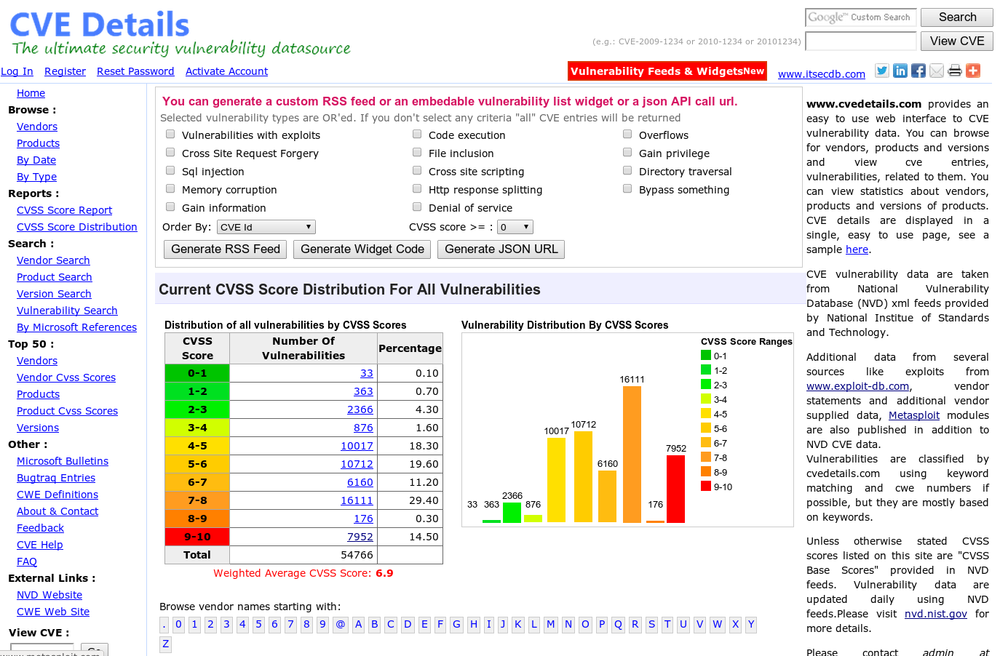 CVE Details
The ultimate security vulnerability datasource
Google™ Custom Search
Search
(e.g.: CVE-2009-1234 or 2010-1234 or 20101234)
View CVE
Log In Register Reset Password Activate Account
Vulnerability Feeds & WidgetsNew
www.itsecdb.com
Home
Browse :
Vendors
Products
By Date
By Type
Reports :
CVSS Score Report
CVSS Score Distribution
Search :
Vendor Search
Product Search
Version Search
Vulnerability Search
By Microsoft References
Top 50 :
Vendors
Vendor Cvss Scores
Products
Product Cvss Scores
Versions
Other :
Microsoft Bulletins
Bugtraq Entries
CWE Definitions
About & Contact
Feedback
CVE Help
FAQ
External Links :
NVD Website
CWE Web Site
View CVE :
Go
www.metasploit.com
You can generate a custom RSS feed or an embedable vulnerability list widget or a json API call url.
Selected vulnerability types are OR'ed. If you don't select any criteria "all" CVE entries will be returned
Vulnerabilities with exploits Code execution Overflows
Cross Site Request Forgery File inclusion Gain privilege
Sql injection Cross site scripting Directory traversal
Memory corruption Http response splitting Bypass something
Gain information Denial of service
Order By: CVE Id CVSS score >= : 0
Generate RSS Feed Generate Widget Code Generate JSON URL
Current CVSS Score Distribution For All Vulnerabilities
Distribution of all vulnerabilities by CVSS Scores
CVSS Score Number Of Vulnerabilities Percentage
0-1 33 0.10
1-2 363 0.70
2-3 2366 4.30
3-4 876 1.60
4-5 10017 18.30
5-6 10712 19.60
6-7 6160 11.20
7-8 16111 29.40
8-9 176 0.30
9-10 7952 14.50
Total 54766
Weighted Average CVSS Score: 6.9
Vulnerability Distribution By CVSS Scores
33 363 2366 876 10017 10712 6160 16111 176 7952
CVSS Score Ranges
0-1
1-2
2-3
3-4
4-5
5-6
6-7
7-8
8-9
9-10
Browse vendor names starting with:
. 0 1 2 3 4 5 6 7 8 9 @ A B C D E F G H I J K L M N O P Q R S T U V W X Y
Z
www.cvedetails.com provides an
easy to use web interface to CVE
vulnerability data. You can browse
for vendors, products and versions
and view cve entries,
vulnerabilities, related to them. You
can view statistics about vendors,
products and versions of products.
CVE details are displayed in a
single, easy to use page, see a
sample here.
CVE vulnerability data are taken
from National Vulnerability
Database (NVD) xml feeds provided
by National Institue of Standards
and Technology.
Additional data from several
sources like exploits from
www.exploit-db.com, vendor
statements and additional vendor
supplied data, Metasploit modules
are also published in addition to
NVD CVE data.
Vulnerabilities are classified by
cvedetails.com using keyword
matching and cwe numbers if
possible, but they are mostly based
on keywords.
Unless otherwise stated CVSS
scores listed on this site are "CVSS
Base Scores" provided in NVD
feeds. Vulnerability data are
updated daily using NVD
feeds.Please visit nvd.nist.gov for
more details.
Please contact admin at